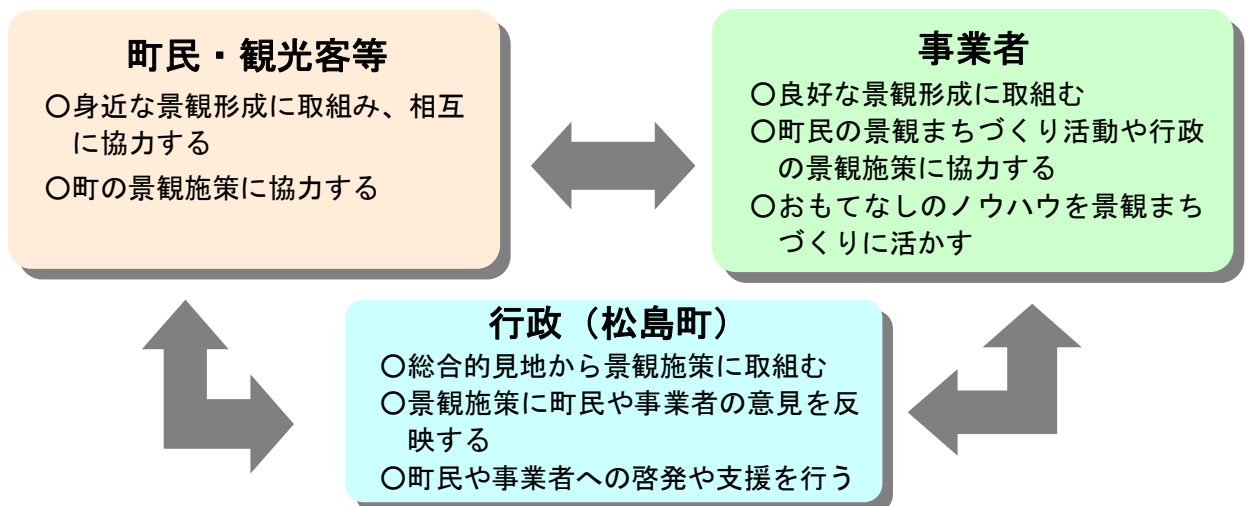 町民・観光客等
○身近な景観形成に取組み、相互
に協力する
○町の景観施策に協力する
事業者
○良好な景観形成に取組む
○町民の景観まちづくり活動や行政
の景観施策に協力する
○おもてなしのノウハウを景観まち
づくりに活かす
行政（松島町）
○総合的見地から景観施策に取組む
○景観施策に町民や事業者の意見を反
映する
○町民や事業者への啓発や支援を行う